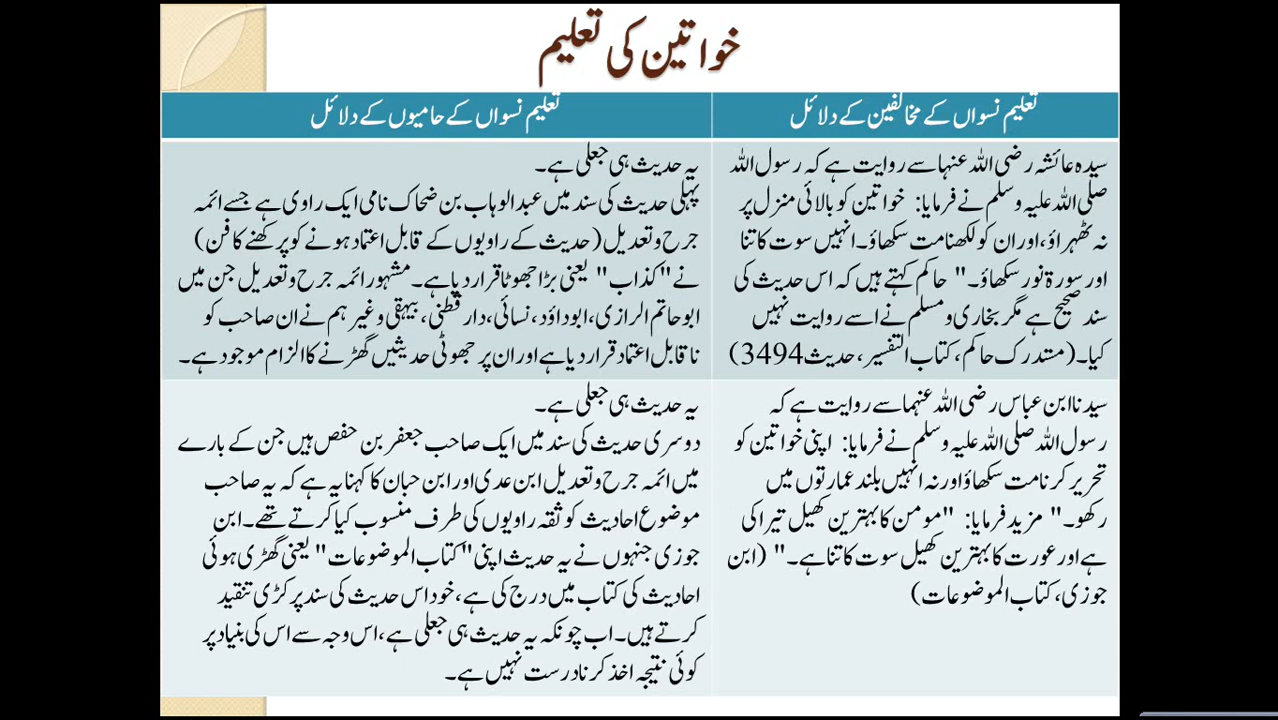 خواتین کی تعلیم
تعلیم نسواں کے مخالفین کے دلائل
تعلیم نسواں کے حامیوں کے دلائل
سیدہ عائشہ رضی اللہ عنہا سے روایت ہے کہ رسول اللہ
صلی اللہ علیہ وسلم نے فرمایا: خواتین کو بالائی منزل پر
نہ ٹھہراؤ، اور ان کو لکھنا مت سکھاؤ۔ انہیں سوت کاتنا
اور سورۃ نور سکھاؤ۔" حاکم کہتے ہیں کہ اس حدیث کی
سند صحیح ہے مگر بخاری و مسلم نے اسے روایت نہیں
کیا۔ (مستدرک حاکم، کتاب التفسیر، حدیث 3494)
یہ حدیث ہی جعلی ہے۔
پہلی حدیث کی سند میں عبدالوہاب بن ضحاک نامی ایک راوی ہے جسے ائمہ
جرح و تعدیل (حدیث کے راویوں کے قابل اعتماد ہونے کو پرکھنے کا فن)
نے "کذاب" یعنی بڑا جھوٹا قرار دیا ہے۔ مشہور ائمہ جرح و تعدیل جن میں
ابو حاتم الرازی، ابوداؤد، نسائی، دار قطنی، بیہقی وغیرہم نے ان صاحب کو
ناقابل اعتماد قرار دیا ہے اور ان پر جھوٹی حدیثیں گھڑنے کا الزام موجود ہے۔
سیدنا ابن عباس رضی اللہ عنہما سے روایت ہے کہ
رسول اللہ صلی اللہ علیہ وسلم نے فرمایا: اپنی خواتین کو
تحریر کرنا مت سکھاؤ اور نہ انہیں بلند عمارتوں میں
رکھو۔" مزید فرمایا: "مومن کا بہترین کھیل تیراکی
ہے اور عورت کا بہترین کھیل سوت کاتنا ہے۔" (ابن
جوزی، کتاب الموضوعات)
یہ حدیث ہی جعلی ہے۔
دوسری حدیث کی سند میں ایک صاحب جعفر بن حفص ہیں جن کے بارے
میں ائمہ جرح و تعدیل ابن عدی اور ابن حبان کا کہنا یہ ہے کہ یہ صاحب
موضوع احادیث کو ثقہ راویوں کی طرف منسوب کیا کرتے تھے۔ ابن
جوزی جنہوں نے یہ حدیث اپنی "کتاب الموضوعات" یعنی گھڑی ہوئی
احادیث کی کتاب میں درج کی ہے، خود اس حدیث کی سند پر کڑی تنقید
کرتے ہیں۔ اب چونکہ یہ حدیث ہی جعلی ہے، اس وجہ سے اس کی بنیاد پر
کوئی نتیجہ اخذ کرنا درست نہیں ہے۔